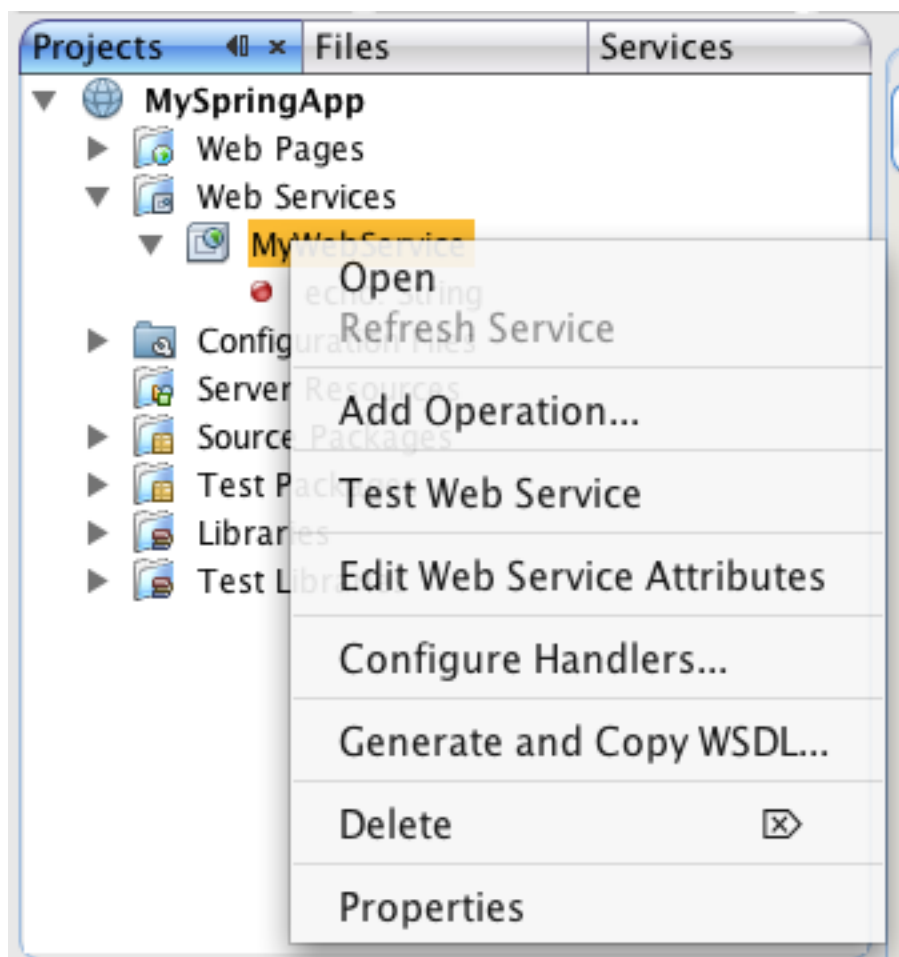 Projects Files Services
MySpringApp
Web Pages
Web Services
MyWebService
echo: String
Configuration Files
Server Resources
Source Packages
Test Packages
Libraries
Test Libraries
Open
Refresh Service
Add Operation...
Test Web Service
Edit Web Service Attributes
Configure Handlers...
Generate and Copy WSDL...
Delete
Properties